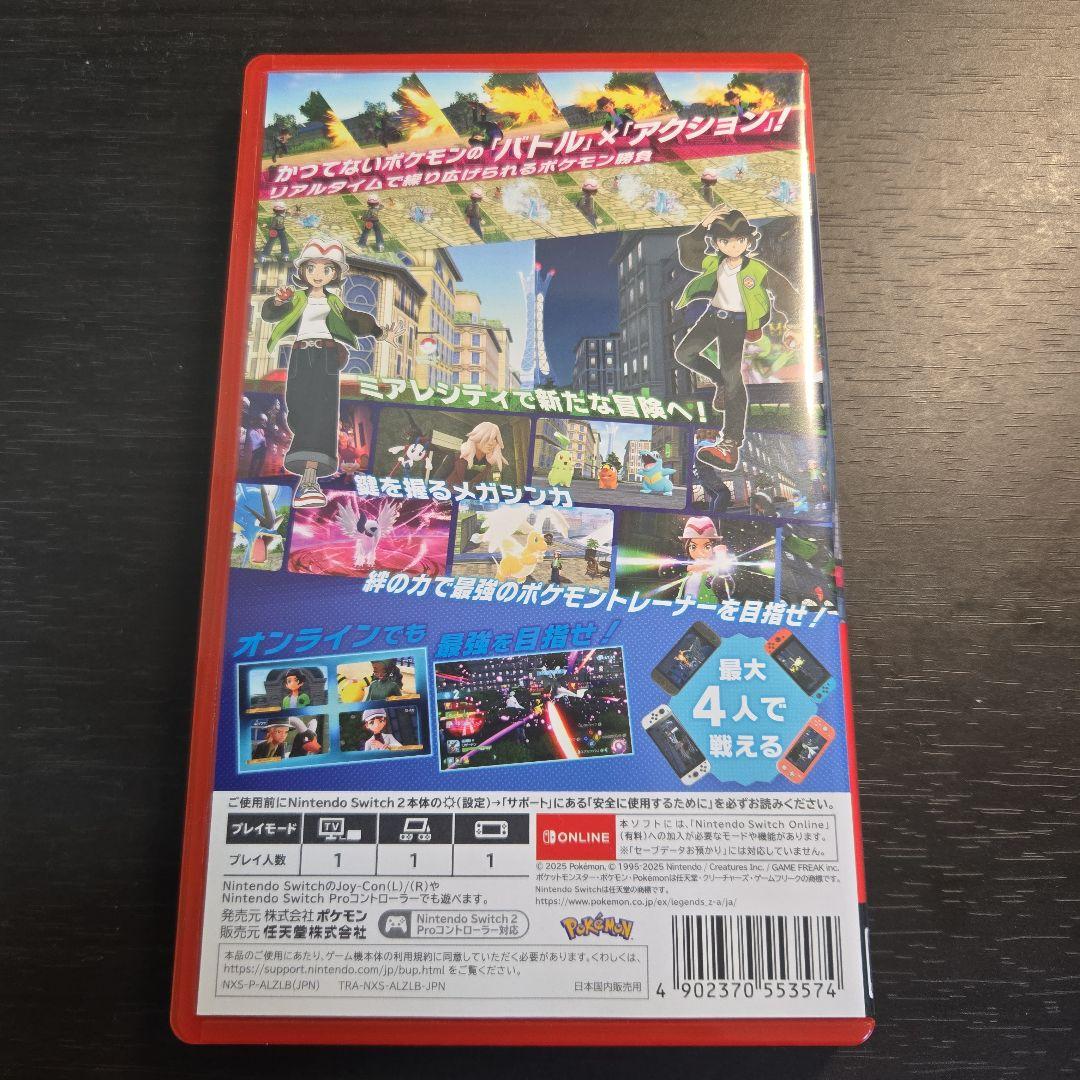 かつてないポケモンの『バトル』×『アクション』!
リアルタイムで繰り広げられるポケモン勝負
ミアレシティで新たな冒険へ!
鍵を握るメガシンカ
絆の力で最強のポケモントレーナーを目指せ!
オンラインでも 最強を目指せ!
最大
4人で
戦える
ご使用前にNintendo Switch 2本体の(設定)→「サポート」にある「安全に使用するために」を必ずお読みください。
プレイモード TV
プレイ人数 1 1 1
ONLINE
本ソフトには、「Nintendo Switch Online」
(有料)への加入が必要なモードや機能があります。
※「セーブデータお預かり」には対応していません。
© 2025 Pokémon. © 1995-2025 Nintendo / Creatures Inc. / GAME FREAK inc.
ポケットモンスター・ポケモン・Pokémonは任天堂・クリーチャーズ・ゲームフリークの商標です。
Nintendo Switchは任天堂の商標です。
https://www.pokemon.co.jp/ex/legends_z-a/ja/
Nintendo SwitchのJoy-Con(L)/(R)や
Nintendo Switch Proコントローラーでも遊べます。
発売元 株式会社ポケモン
販売元 任天堂株式会社
Nintendo Switch 2
Proコントローラー対応
POKéMON
本品のご使用にあたり、ゲーム機本体の利用規約に同意していただく必要があります。くわしくは、
https://support.nintendo.com/jp/bup.html をご覧ください。
NXS-P-ALZLB(JPN) TRA-NXS-ALZLB-JPN 日本国内販売用
4 902370 553574